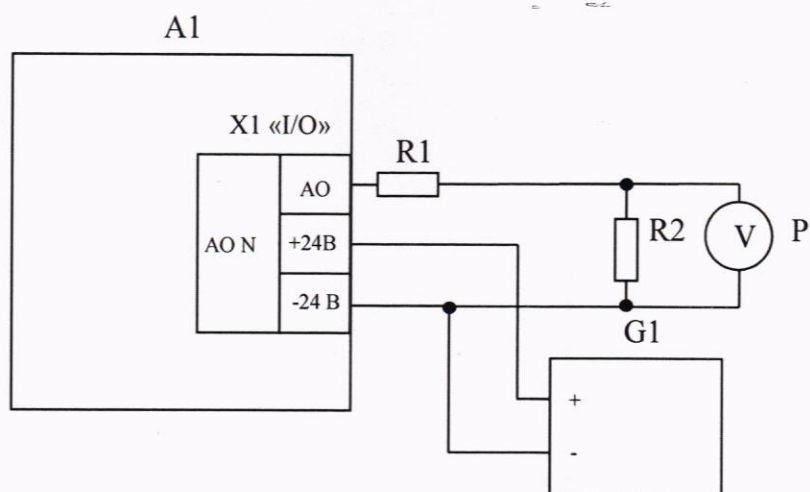 A1
X1 «I/O»
R1
AO
AO N
+24В
R2
V
P
-24 В
G1
+
-